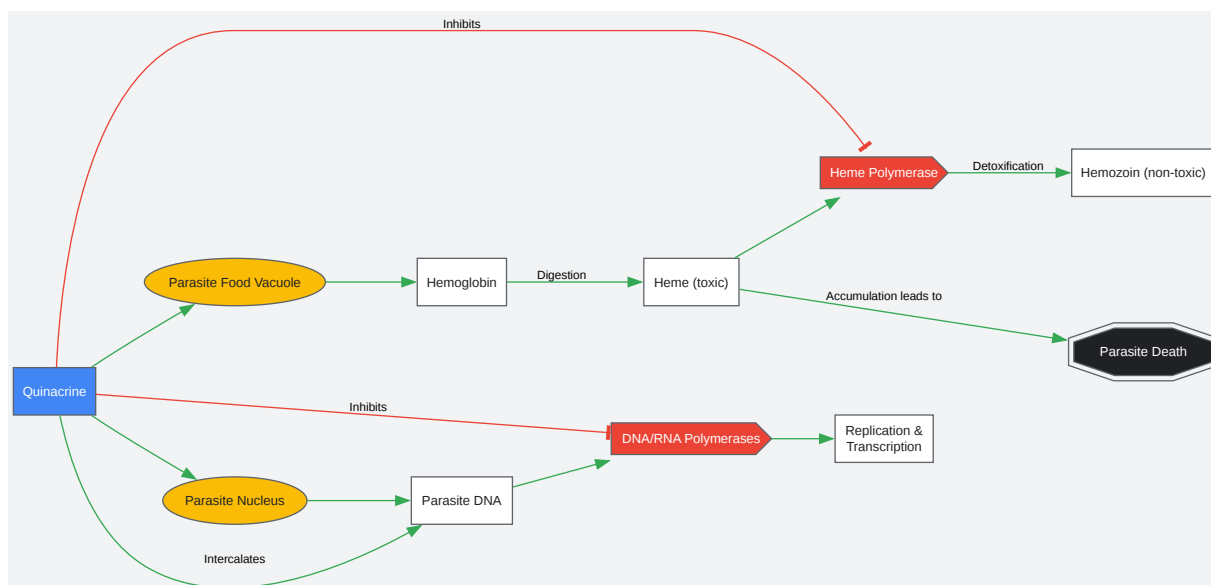 Inhibits
Heme Polymerase
Detoxification
Hemozoin (non-toxic)
Parasite Food Vacuole
Hemoglobin
Digestion
Heme (toxic)
Accumulation leads to
Parasite Death
Quinacrine
Inhibits
DNA/RNA Polymerases
Replication &
Transcription
Parasite Nucleus
Parasite DNA
Intercalates